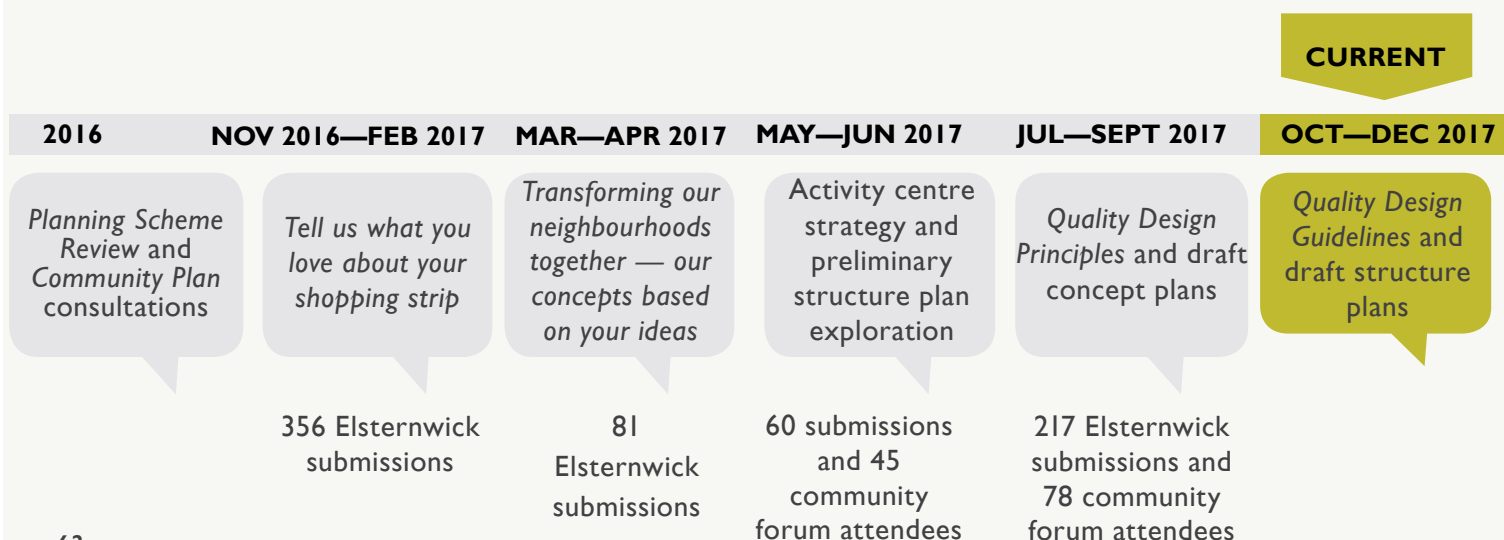 CURRENT
2016
NOV 2016—FEB 2017
MAR—APR 2017
MAY—JUN 2017
JUL—SEPT 2017
OCT—DEC 2017
Planning Scheme
Review and
Community Plan
consultations
Tell us what you
love about your
shopping strip
Transforming our
neighbourhoods
together — our
concepts based
on your ideas
Activity centre
strategy and
preliminary
structure plan
exploration
Quality Design
Principles and draft
concept plans
Quality Design
Guidelines and
draft structure
plans
356 Elsternwick
submissions
81
Elsternwick
submissions
60 submissions
and 45
community
forum attendees
217 Elsternwick
submissions and
78 community
forum attendees